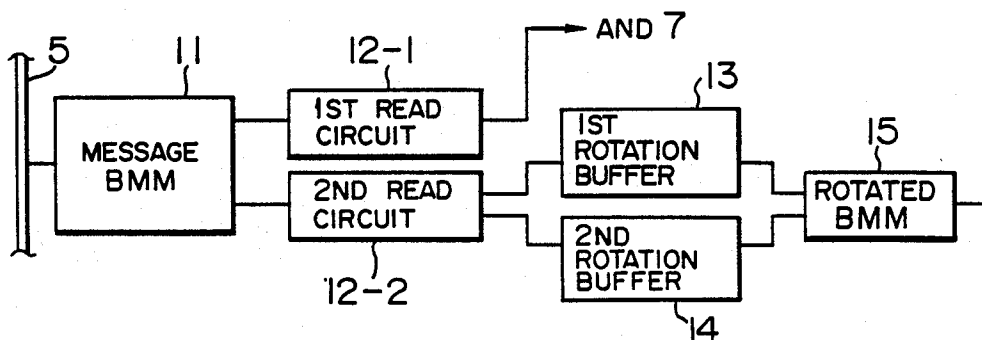 5
11
MESSAGE
BMM
12-1
1ST READ
CIRCUIT
AND 7
2ND READ
CIRCUIT
12-2
13
1ST
ROTATION
BUFFER
2ND
ROTATION
BUFFER
14
15
ROTATED
BMM